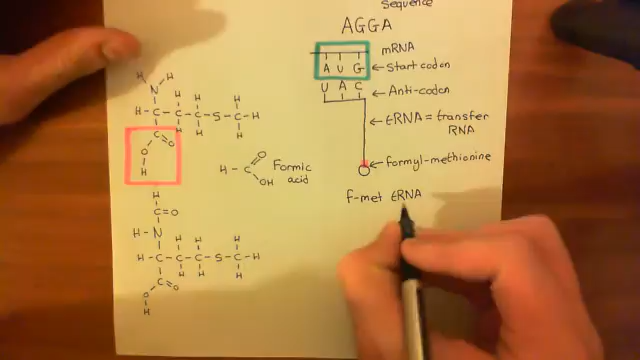 Sequence
AGGA
mRNA
A U G ← Start codon
U A C ← Anti-codon
← tRNA = transfer
RNA
← formyl-methionine
f-met tRNA
H H
N
H-C-C-C-S-C-H
H H H H H
C O
O
H
H-C O OH Formic
acid
H
C=O
H-N
H-C-C-C-S-C-H
H H H H H H
O C O
H